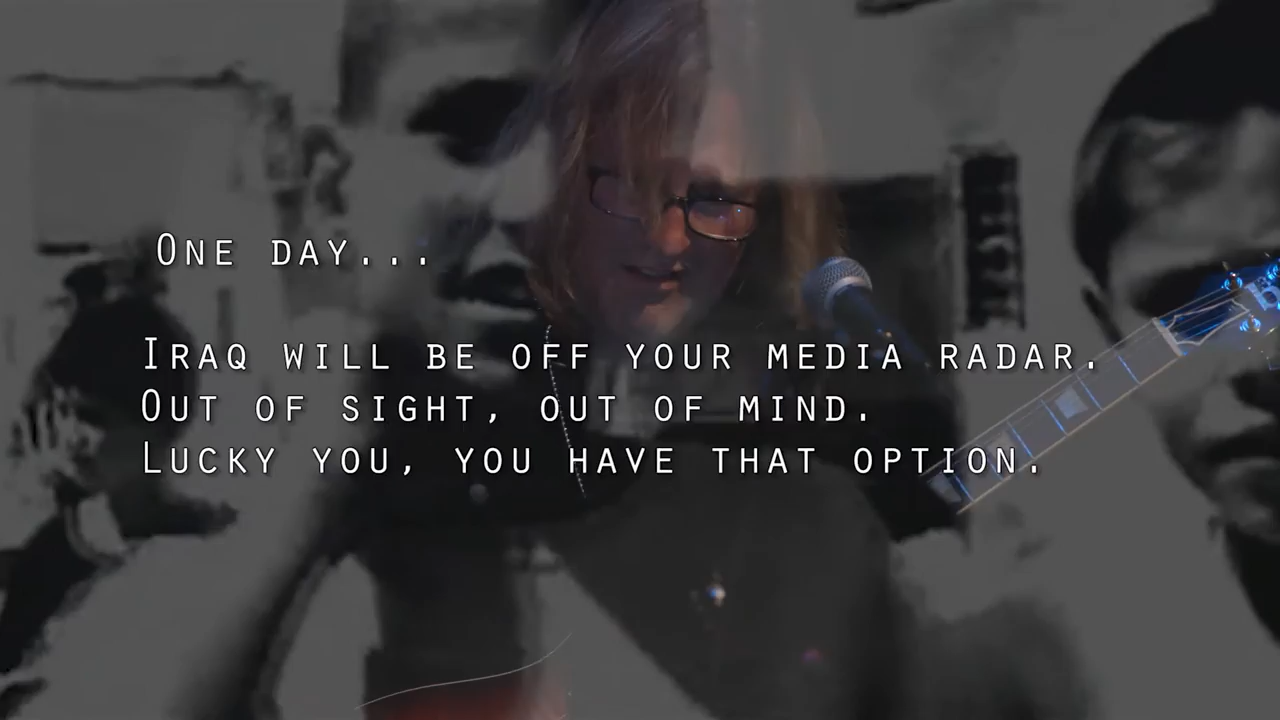 One day...
Iraq will be off your media radar.
Out of sight, out of mind.
Lucky you, you have that option.